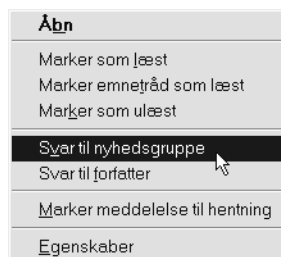 Åbn
Marker som læst
Marker emnetråd som læst
Marker som ulæst
Svar til nyhedsgruppe
Svar til forfatter
Marker meddelelse til hentning
Egenskaber